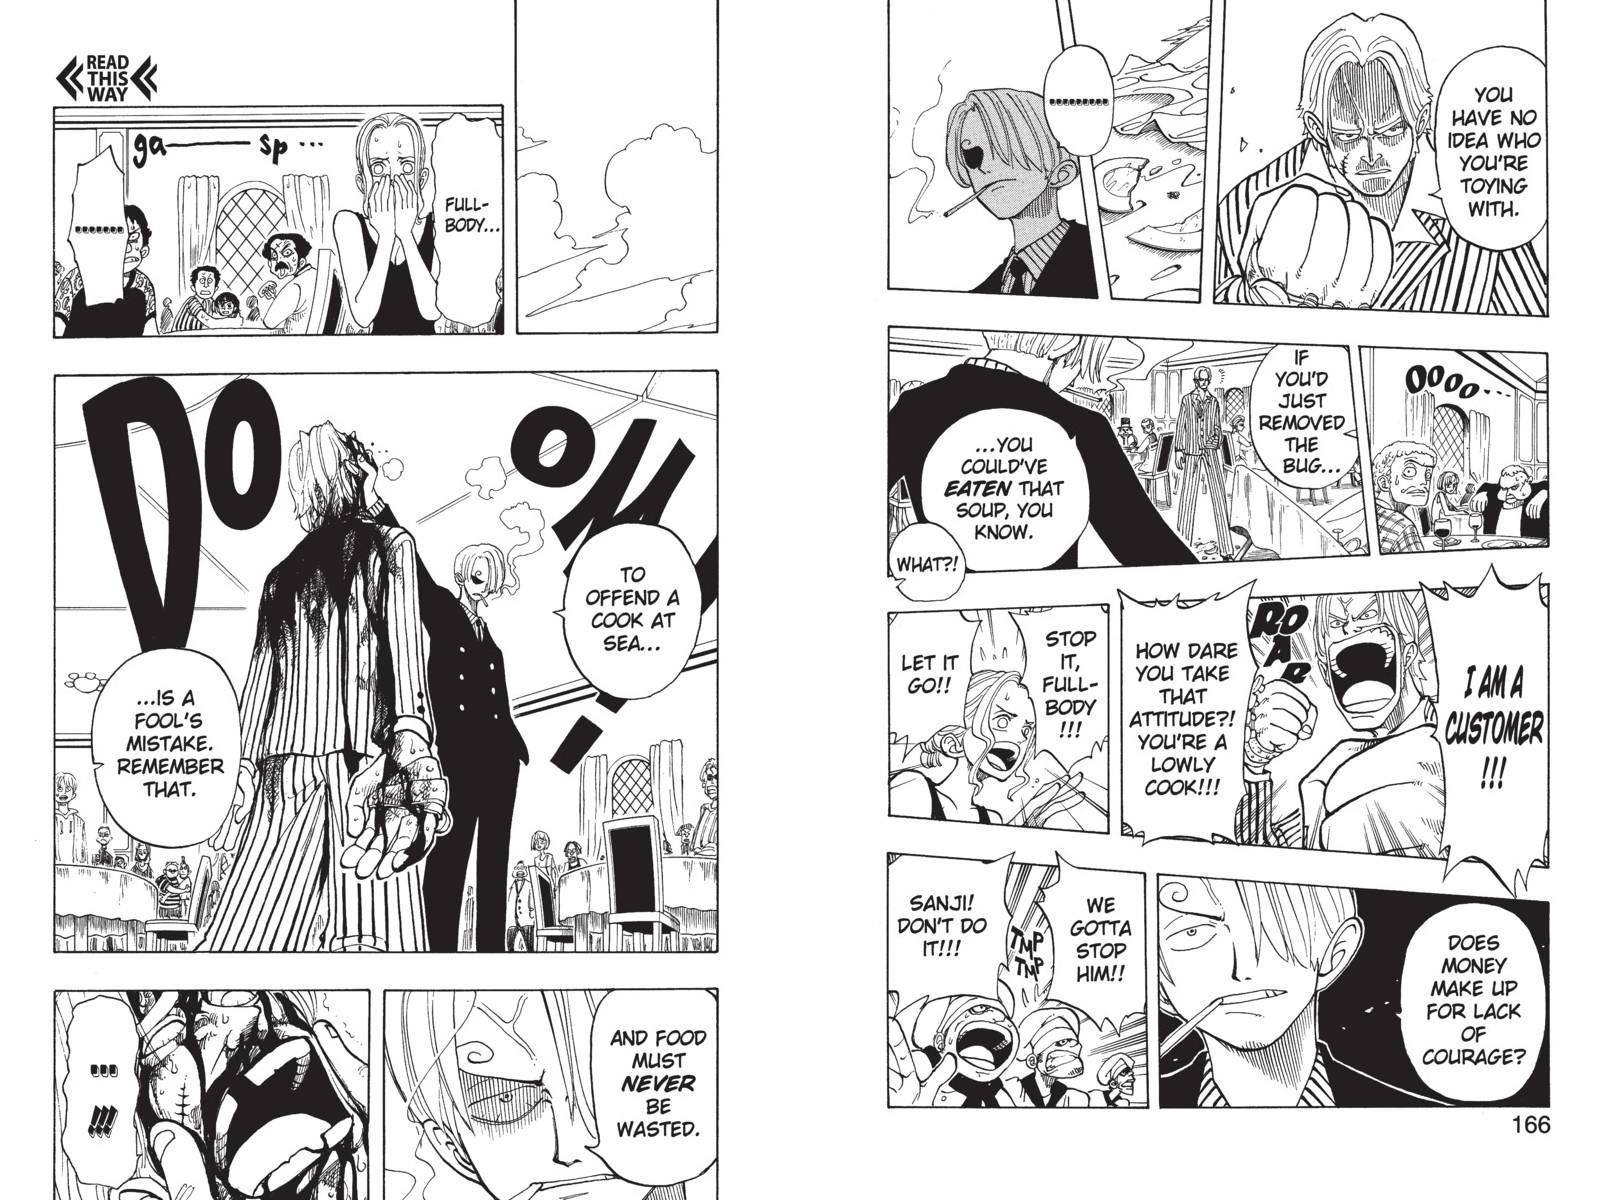 YOU
HAVE NO
IDEA WHO
YOU'RE
TOYING
WITH.
.........
OOOO...
IF
YOU'D
JUST
REMOVED
THE
BUG...
...YOU
COULD'VE
EATEN THAT
SOUP, YOU
KNOW.
WHAT?!
I AM A
CUSTOMER
!!!
ROAR
HOW DARE
YOU TAKE
THAT
ATTITUDE?!
YOU'RE A
LOWLY
COOK!!!
STOP
IT,
FULL-
BODY
!!!
LET IT
GO!!
DOES
MONEY
MAKE UP
FOR LACK
OF
COURAGE?
WE
GOTTA
STOP
HIM!!
TMP
TMP
SANJI!
DON'T DO
IT!!!
166
READ
THIS
WAY
FULL-
BODY...
ga—sp...
.......
DOOM!
TO
OFFEND A
COOK AT
SEA...
...IS A
FOOL'S
MISTAKE.
REMEMBER
THAT.
AND FOOD
MUST
NEVER
BE
WASTED.
...
!!!